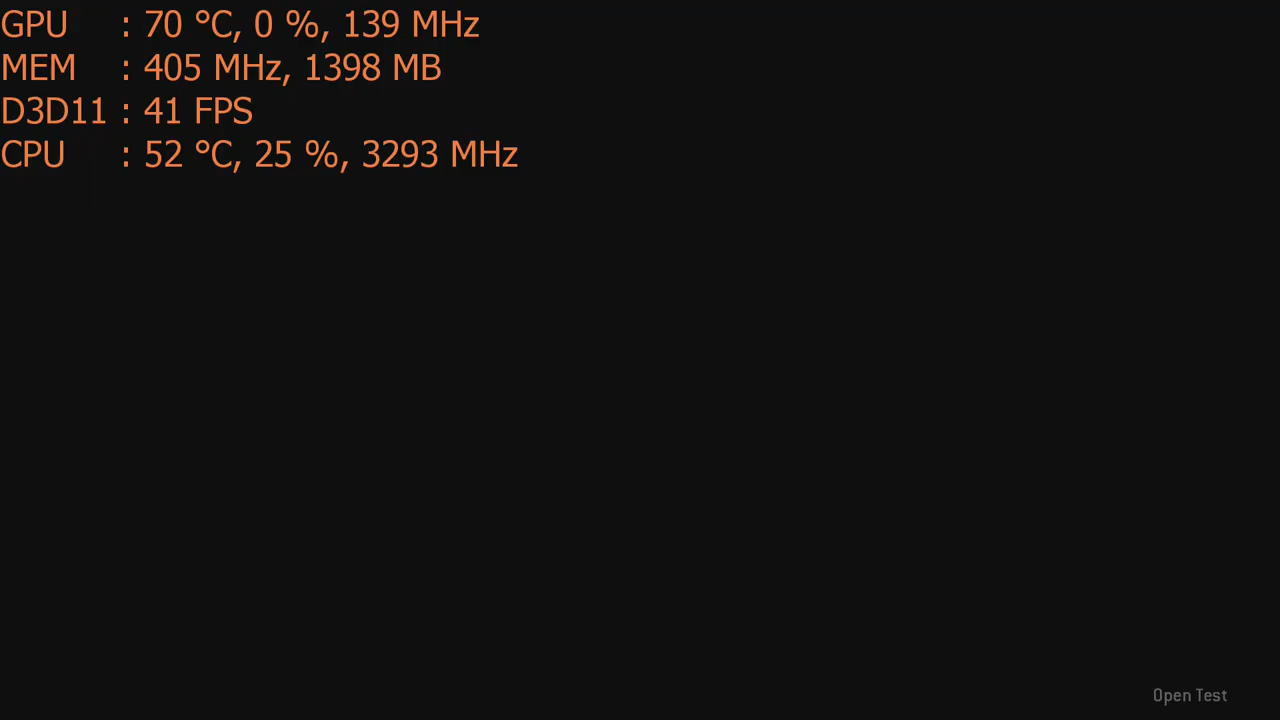 GPU : 70 °C, 0 %, 139 MHz
MEM : 405 MHz, 1398 MB
D3D11 : 41 FPS
CPU : 52 °C, 25 %, 3293 MHz
Open Test